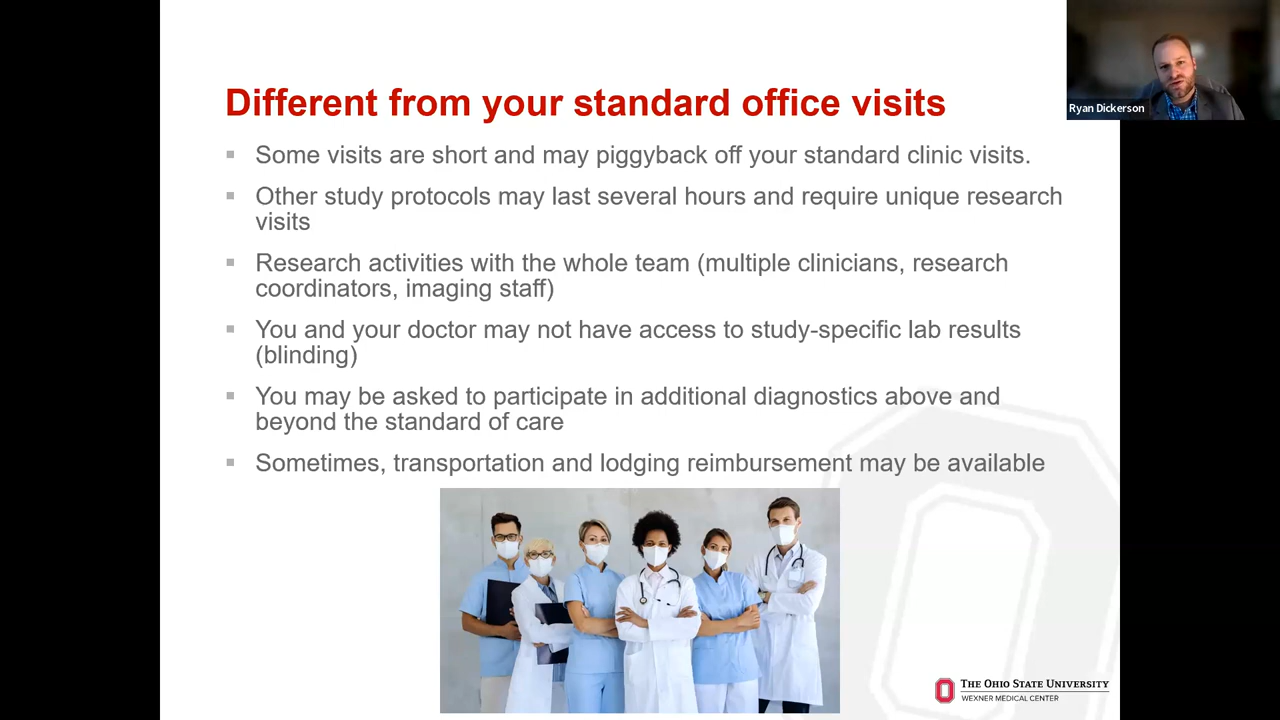 Different from your standard office visits
Ryan Dickerson
Some visits are short and may piggyback off your standard clinic visits.
Other study protocols may last several hours and require unique research
visits
Research activities with the whole team (multiple clinicians, research
coordinators, imaging staff)
You and your doctor may not have access to study-specific lab results
(blinding)
You may be asked to participate in additional diagnostics above and
beyond the standard of care
Sometimes, transportation and lodging reimbursement may be available
THE OHIO STATE UNIVERSITY
WEXNER MEDICAL CENTER